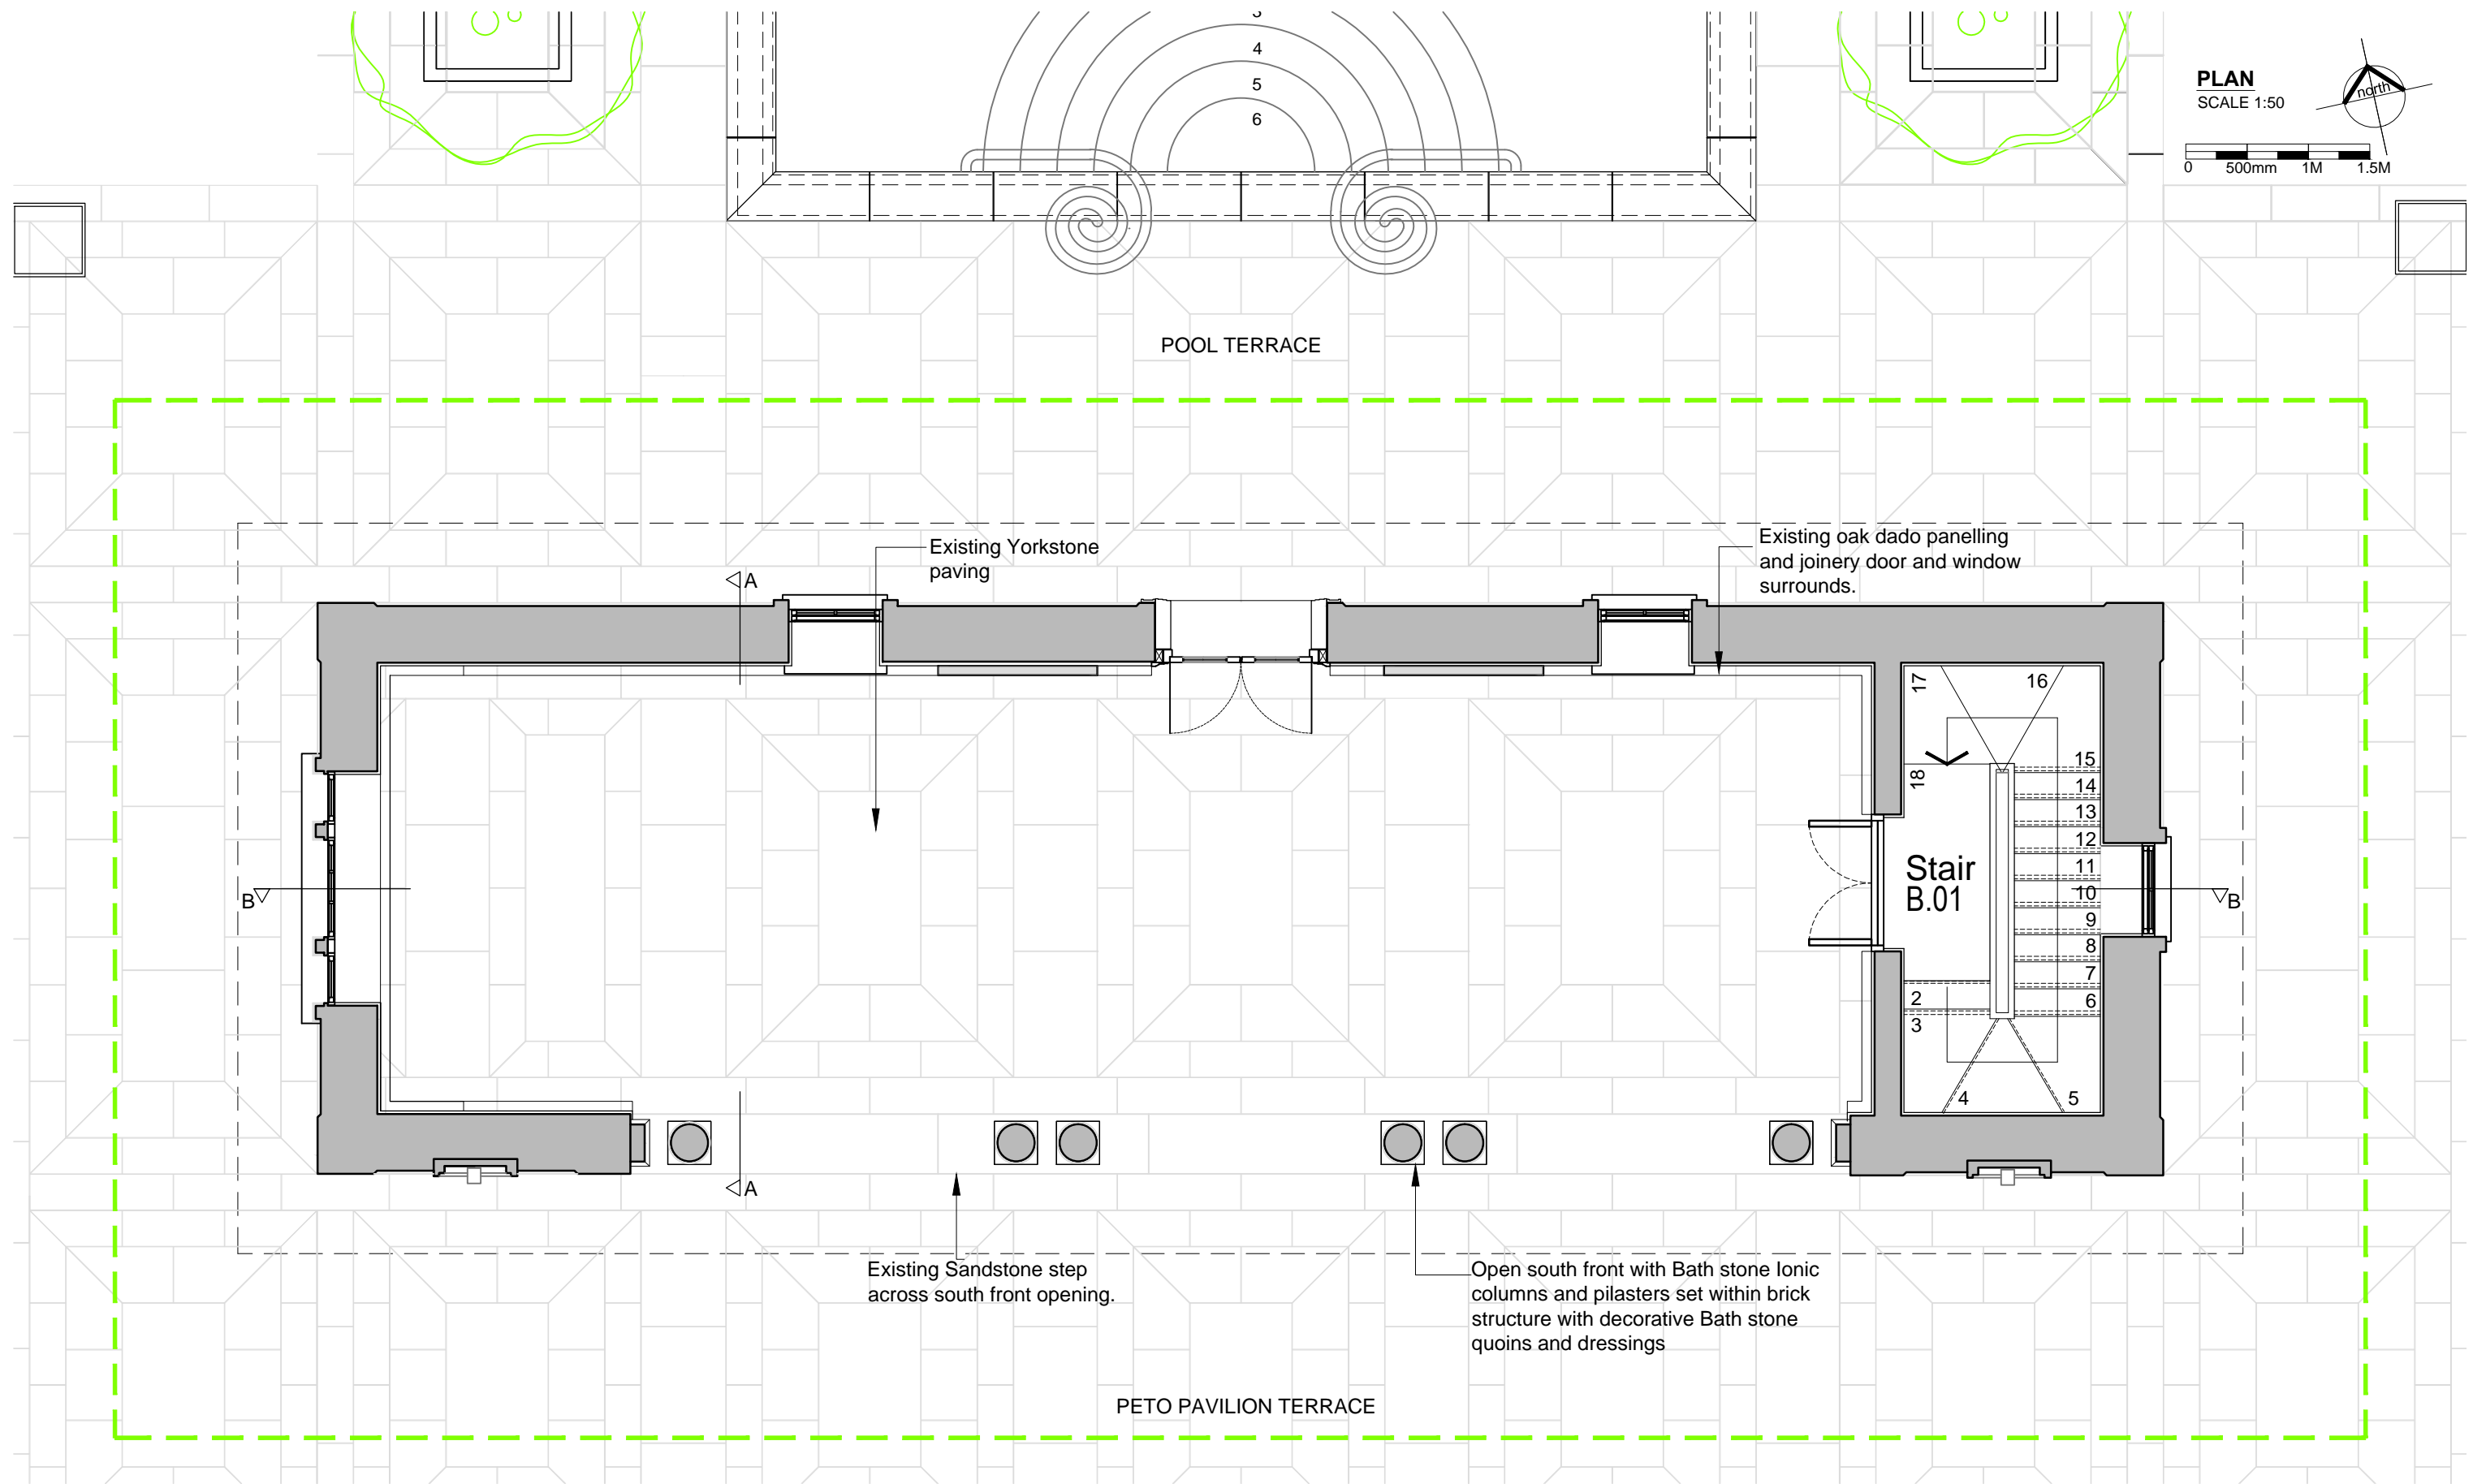 3
4
5
6
PLAN
SCALE 1:50
north
0 500mm 1M 1.5M
POOL TERRACE
Existing Yorkstone
paving
Existing oak dado panelling
and joinery door and window
surrounds.
A
17
16
18
15
14
13
12
11
10
9
8
7
6
Stair
B.01
B
B
2
3
4
5
A
Existing Sandstone step
across south front opening.
Open south front with Bath stone Ionic
columns and pilasters set within brick
structure with decorative Bath stone
quoins and dressings
PETO PAVILION TERRACE